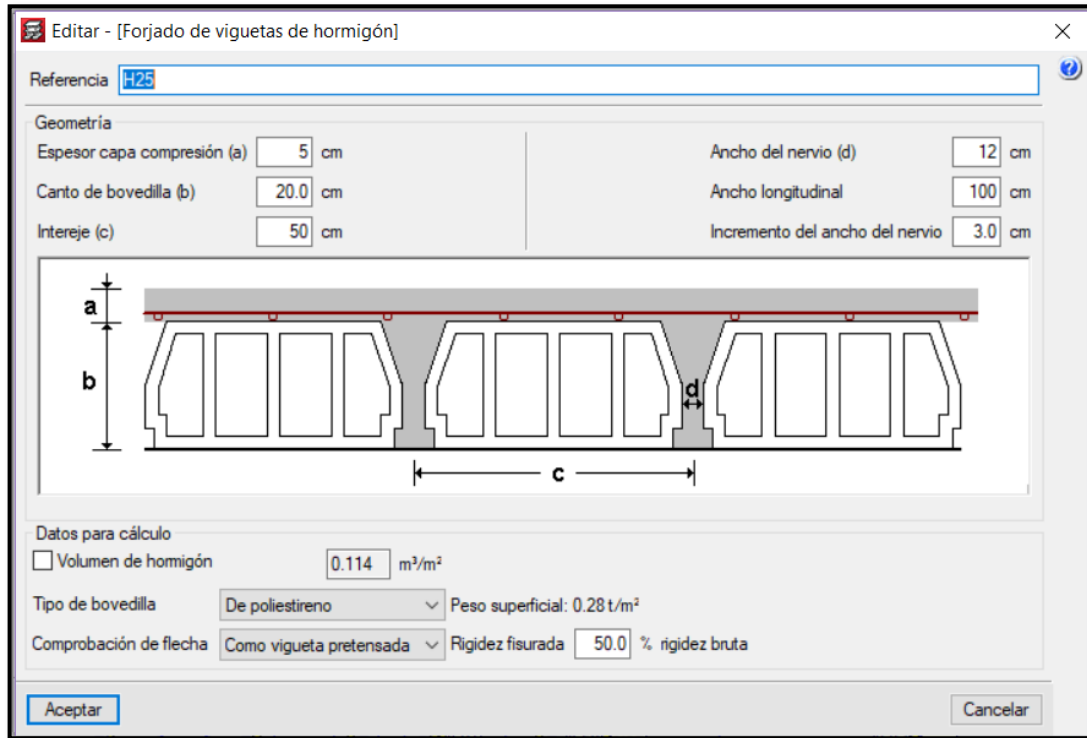 Editar - [Forjado de viguetas de hormigón]
Referencia H25
Geometría
Espesor capa compresión (a) 5 cm
Ancho del nervio (d) 12 cm
Canto de bovedilla (b) 20.0 cm
Ancho longitudinal 100 cm
Intereje (c) 50 cm
Incremento del ancho del nervio 3.0 cm
a
b
d
c
Datos para cálculo
Volumen de hormigón 0.114 m³/m²
Tipo de bovedilla De poliestireno Peso superficial: 0.28 t/m²
Comprobación de flecha Como vigueta pretensada Rigidez fisurada 50.0 % rigidez bruta
Aceptar
Cancelar